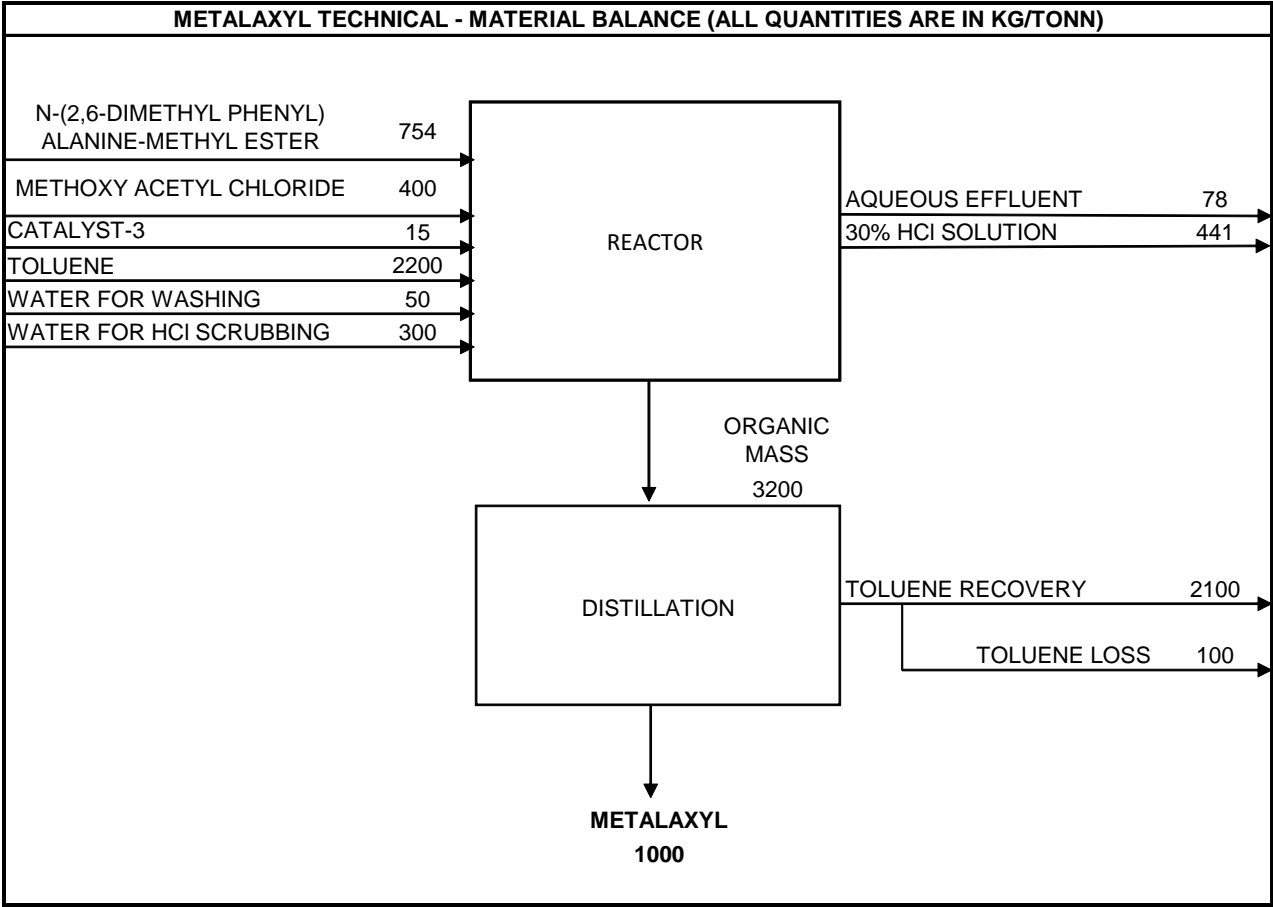 METALAXYL TECHNICAL - MATERIAL BALANCE (ALL QUANTITIES ARE IN KG/TONN)
N-(2,6-DIMETHYL PHENYL)
ALANINE-METHYL ESTER 754
METHOXY ACETYL CHLORIDE 400
CATALYST-3 15
TOLUENE 2200
WATER FOR WASHING 50
WATER FOR HCl SCRUBBING 300
REACTOR
AQUEOUS EFFLUENT 78
30% HCl SOLUTION 441
ORGANIC
MASS
3200
DISTILLATION
TOLUENE RECOVERY 2100
TOLUENE LOSS 100
METALAXYL
1000